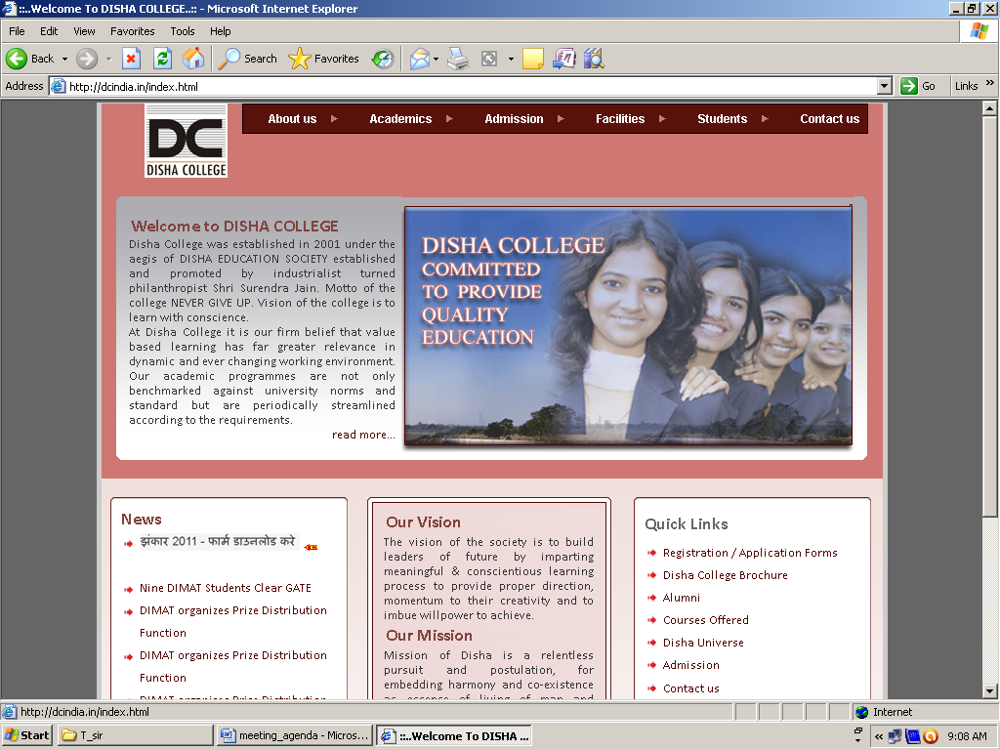 ::..Welcome To DISHA COLLEGE..:: - Microsoft Internet Explorer
File Edit View Favorites Tools Help
Back Search Favorites
Address http://dcindia.in/index.html Go Links »
DC
DISHA COLLEGE
About us Academics Admission Facilities Students Contact us
Welcome to DISHA COLLEGE
Disha College was established in 2001 under the
aegis of DISHA EDUCATION SOCIETY established
and promoted by industrialist turned
philanthropist Shri Surendra Jain. Motto of the
college NEVER GIVE UP. Vision of the college is to
learn with conscience.
At Disha College it is our firm belief that value
based learning has far greater relevance in
dynamic and ever changing working environment.
Our academic programmes are not only
benchmarked against university norms and
standard but are periodically streamlined
according to the requirements.
read more...
DISHA COLLEGE
COMMITTED
TO PROVIDE
QUALITY
EDUCATION
News
झंकार 2011 - फार्म डाउनलोड करे
Nine DIMAT Students Clear GATE
DIMAT organizes Prize Distribution
Function
DIMAT organizes Prize Distribution
Function
DIMAT organizes Prize Distribution
Our Vision
The vision of the society is to build
leaders of future by imparting
meaningful & conscientious learning
process to provide proper direction,
momentum to their creativity and to
imbue willpower to achieve.
Our Mission
Mission of Disha is a relentless
pursuit and postulation, for
embedding harmony and co-existence
as essence of living of man and
Quick Links
Registration / Application Forms
Disha College Brochure
Alumni
Courses Offered
Disha Universe
Admission
Contact us
http://dcindia.in/index.html Internet
Start T_sir meeting_agenda - Micros... ::..Welcome To DISHA ... « 9:08 AM